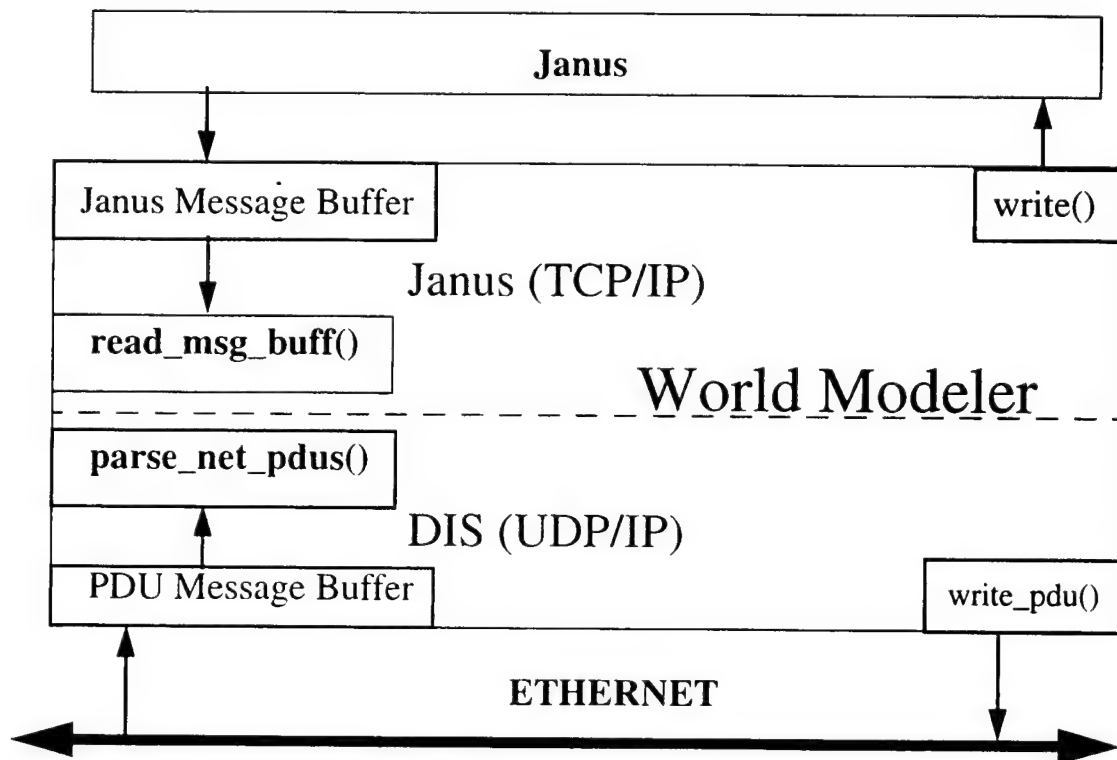 Janus
Janus Message Buffer
write()
Janus (TCP/IP)
read_msg_buff()
World Modeler
parse_net_pdus()
DIS (UDP/IP)
PDU Message Buffer
write_pdu()
ETHERNET